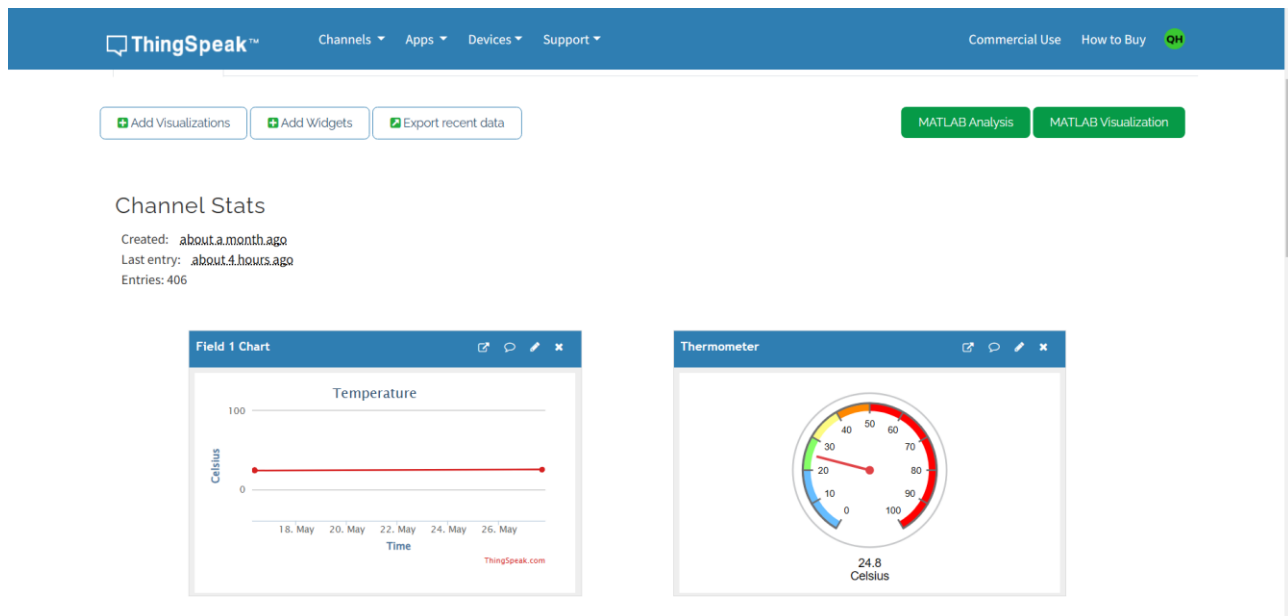 ThingSpeak™ Channels Apps Devices Support Commercial Use How to Buy QH
Add Visualizations Add Widgets Export recent data MATLAB Analysis MATLAB Visualization
Channel Stats
Created: about a month ago
Last entry: about 4 hours ago
Entries: 406
Field 1 Chart
Temperature
100
0
Celsius
18. May 20. May 22. May 24. May 26. May
Time
ThingSpeak.com
Thermometer
0
10
20
30
40
50
60
70
80
90
100
24.8
Celsius